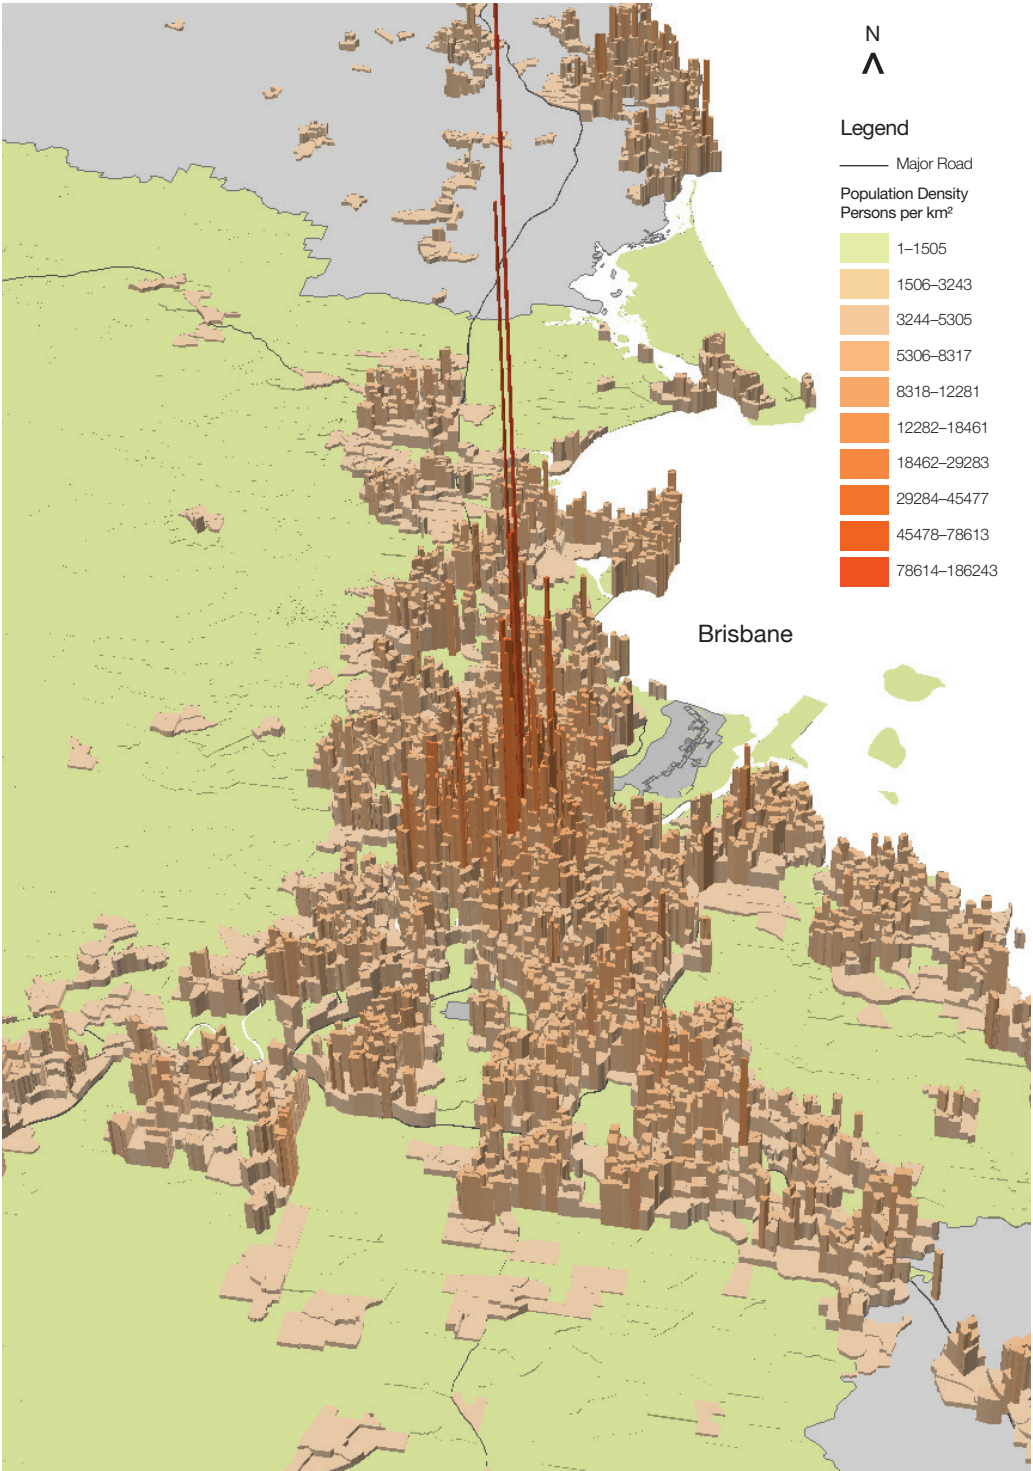 N
Legend
Major Road
Population Density
Persons per km²
1–1505
1506–3243
3244–5305
5306–8317
8318–12281
12282–18461
18462–29283
29284–45477
45478–78613
78614–186243
Brisbane